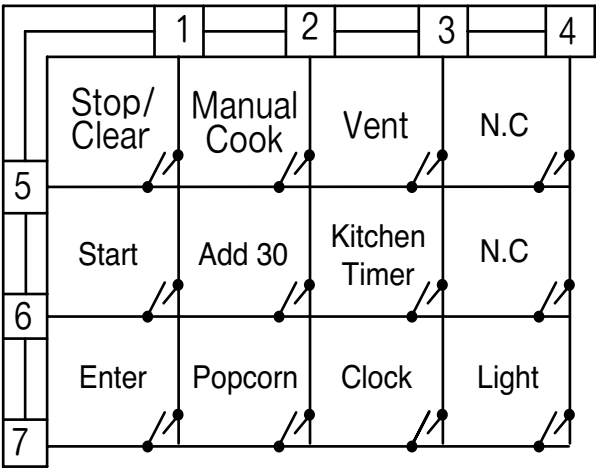 1 2 3 4
Stop/ Manual
Clear Cook Vent N.C
5
Start Add 30 Kitchen N.C
Timer
6
Enter Popcorn Clock Light
7